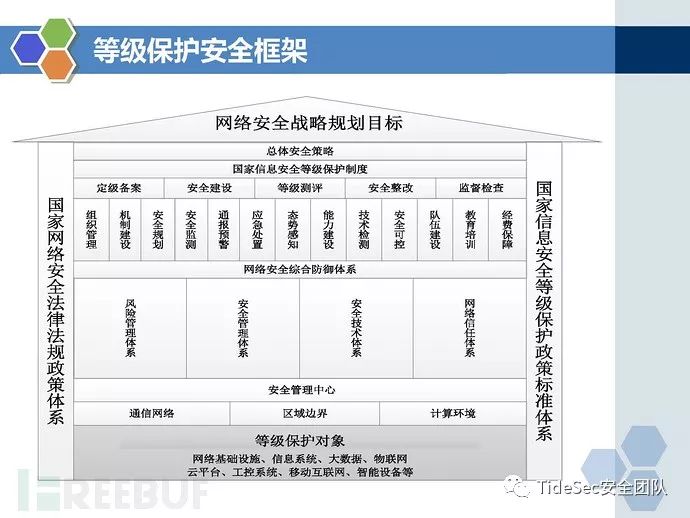 等级保护安全框架
网络安全战略规划目标
总体安全策略
国家信息安全等级保护制度
定级备案 安全建设 等级测评 安全整改 监督检查
组织管理 机制建设 安全规划 安全监测 通报预警 应急处置 态势感知 能力建设 技术检测 安全可控 队伍建设 教育培训 经费保障
网络安全综合防御体系
风险管理体系 安全管理体系 安全技术体系 网络信任体系
安全管理中心
通信网络 区域边界 计算环境
等级保护对象
网络基础设施、信息系统、大数据、物联网
云平台、工控系统、移动互联网、智能设备等
国家网络安全法律法规政策体系
国家信息安全等级保护政策标准体系
FREEBUF
TideSec安全团队